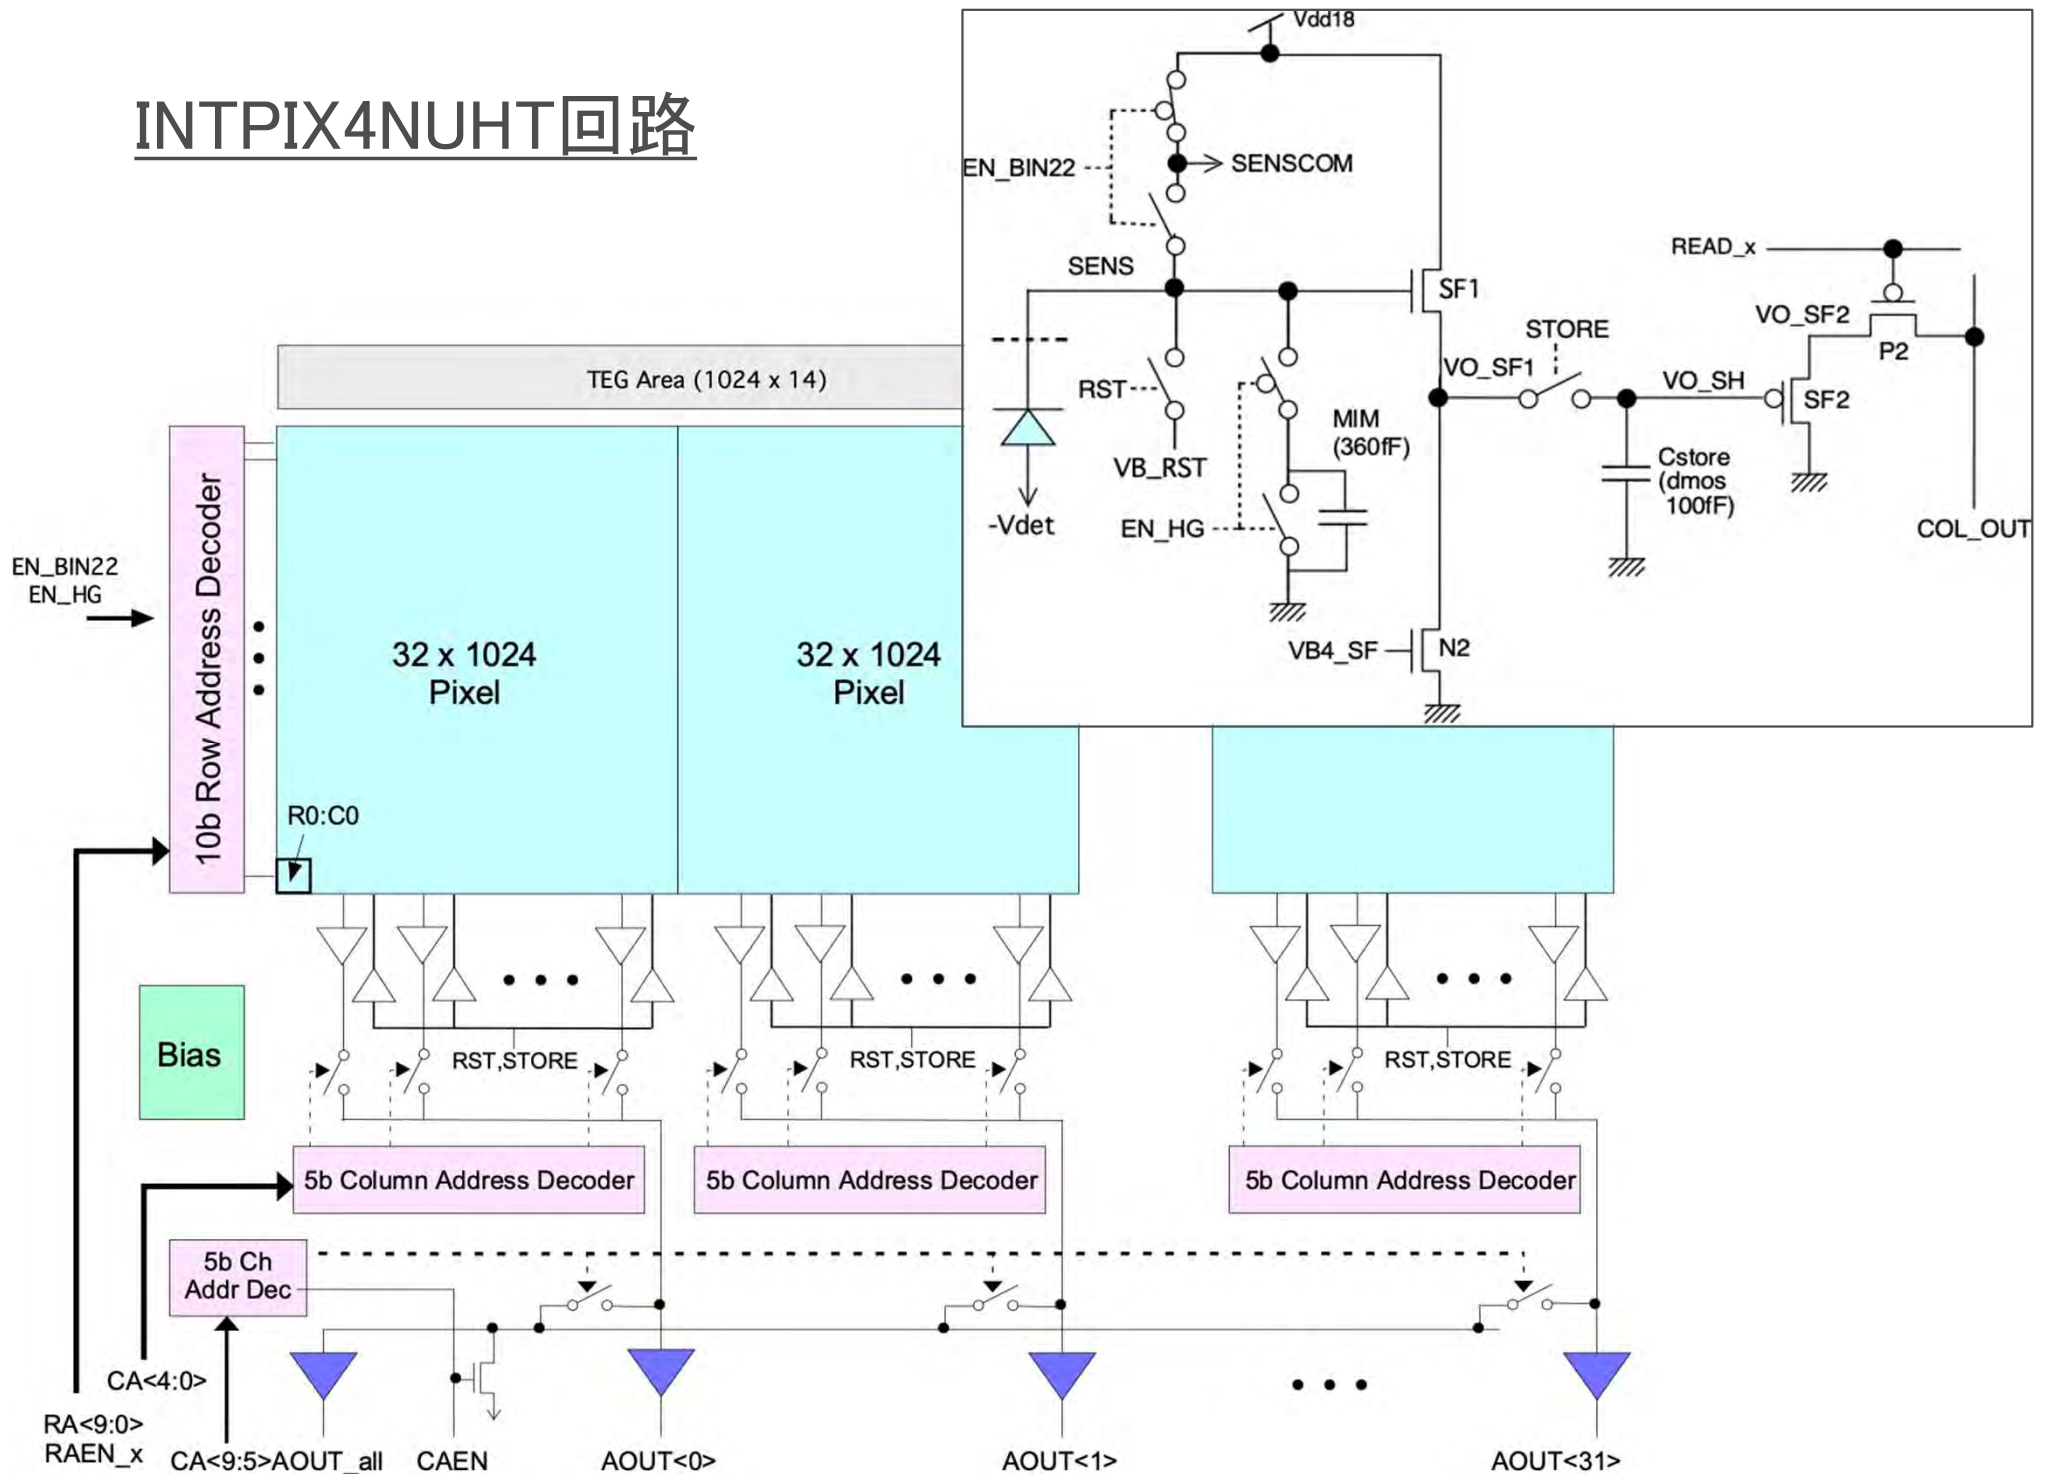 INTPIX4NUHT回路
Vdd18
EN_BIN22
SENSCOM
SENS
SF1
READ_x
VO_SF2
P2
STORE
VO_SF1
VO_SH
SF2
RST
VB_RST
MIM
(360fF)
Cstore
(dmos
100fF)
-Vdet
EN_HG
COL_OUT
VB4_SF
N2
TEG Area (1024 x 14)
10b Row Address Decoder
EN_BIN22
EN_HG
32 x 1024
Pixel
32 x 1024
Pixel
R0:C0
Bias
RST,STORE
RST,STORE
RST,STORE
5b Column Address Decoder
5b Column Address Decoder
5b Column Address Decoder
5b Ch
Addr Dec
CA<4:0>
RA<9:0>
RAEN_x
CA<9:5>
AOUT_all
CAEN
AOUT<0>
AOUT<1>
AOUT<31>